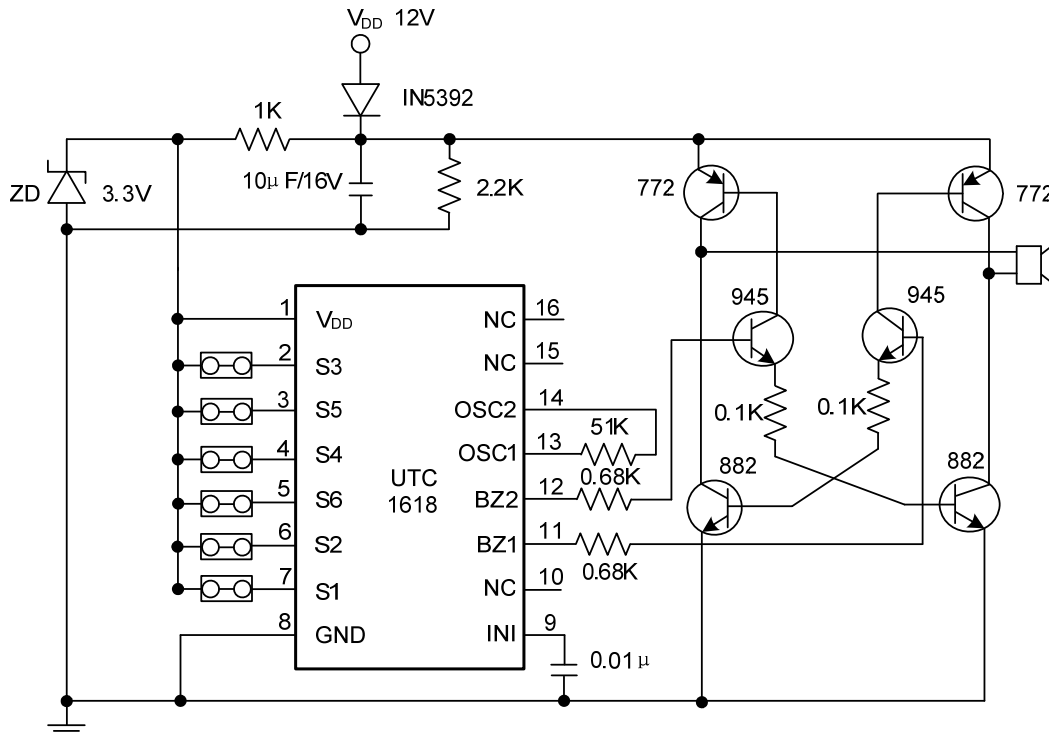 VDD 12V
IN5392
1K
10μ F/16V
2.2K
ZD
3.3V
772
772
945
945
0.1K
0.1K
882
882
1
VDD
2
S3
3
S5
4
S4
5
S6
6
S2
7
S1
8
GND
UTC
1618
NC
16
NC
15
OSC2
14
51K
OSC1
13
0.68K
BZ2
12
BZ1
11
0.68K
NC
10
INI
9
0.01μ